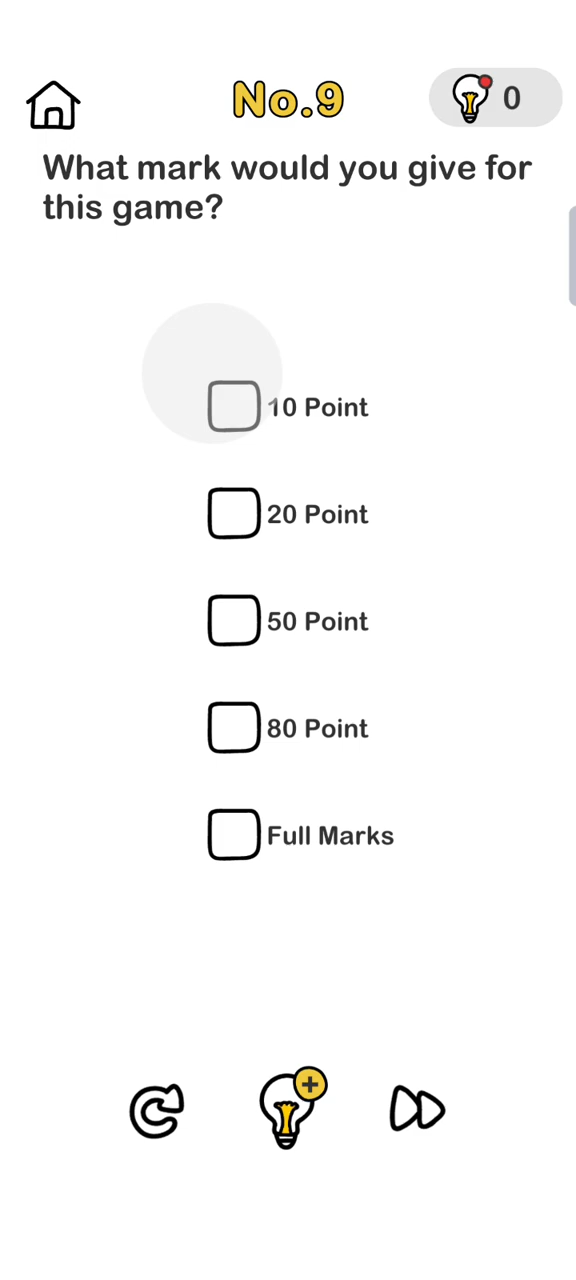 No.9
0
What mark would you give for
this game?
10 Point
20 Point
50 Point
80 Point
Full Marks